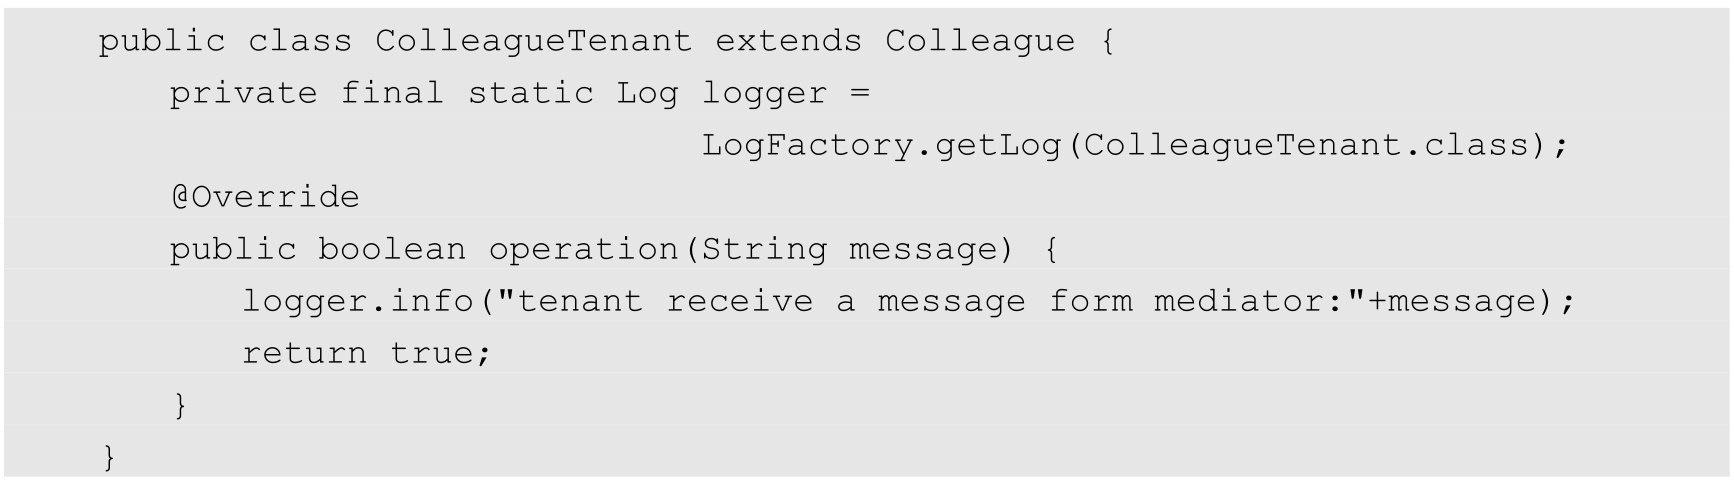 public class ColleagueTenant extends Colleague {
private final static Log logger =
LogFactory.getLog(ColleagueTenant.class);
@Override
public boolean operation(String message) {
logger.info("tenant receive a message form mediator:"+message);
return true;
}
}